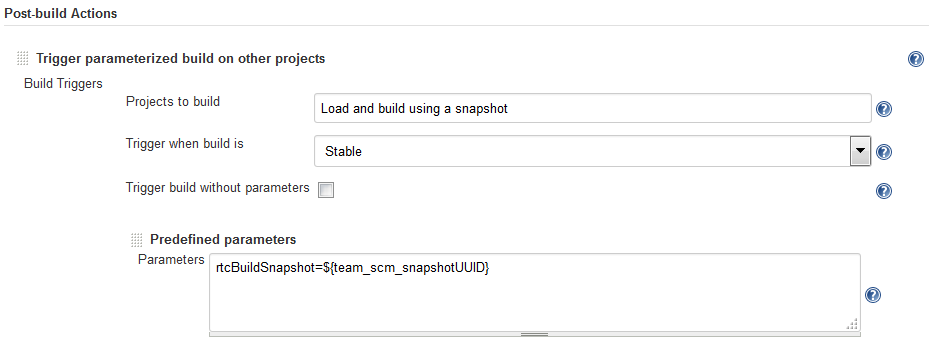 Post-build Actions
Trigger parameterized build on other projects
Build Triggers
Projects to build
Load and build using a snapshot
Trigger when build is
Stable
Trigger build without parameters
Predefined parameters
Parameters
rtcBuildSnapshot=${team_scm_snapshotUUID}